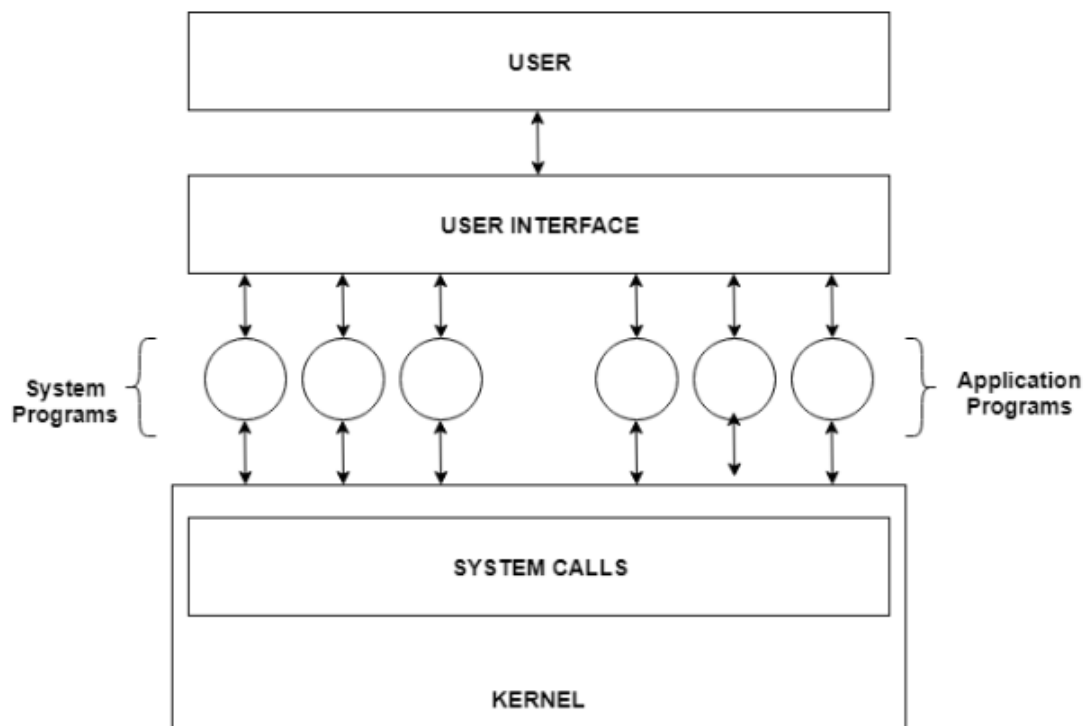 USER
USER INTERFACE
System
Programs
Application
Programs
SYSTEM CALLS
KERNEL